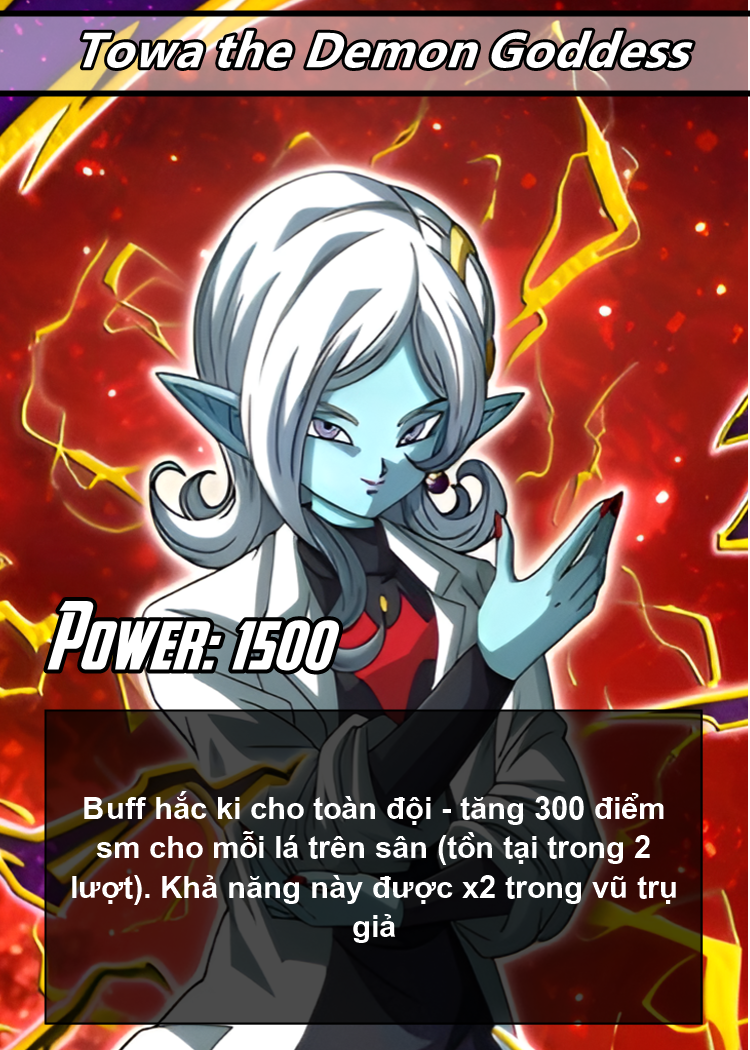 Towa the Demon Goddess
POWER: 1500
Buff hắc ki cho toàn đội - tăng 300 điểm
sm cho mỗi lá trên sân (tồn tại trong 2
lượt). Khả năng này được x2 trong vũ trụ
giả